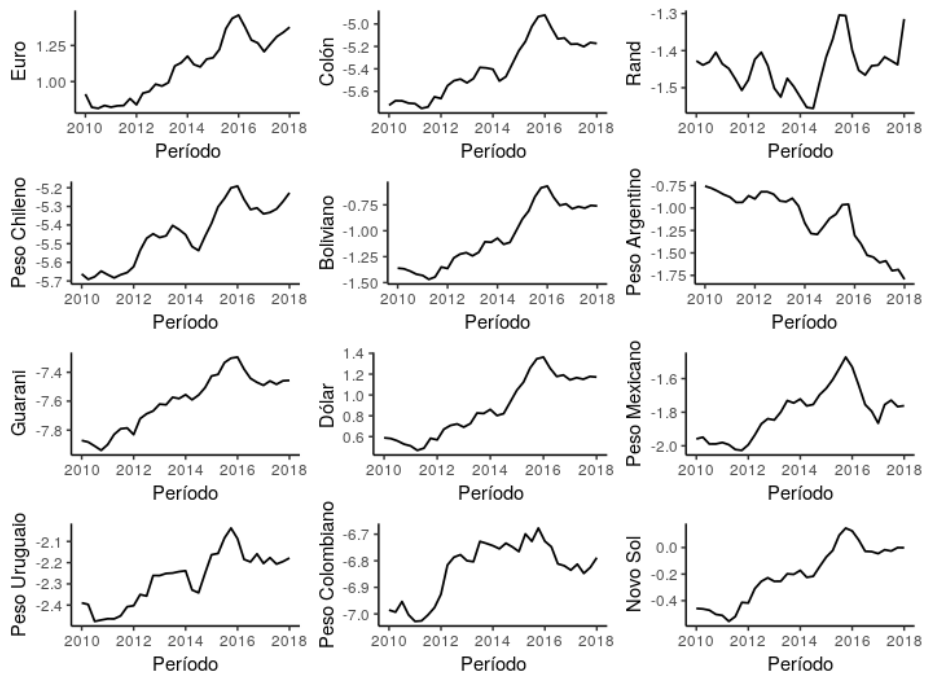 Euro
1.25
1.00
2010 2012 2014 2016 2018
Período
Colón
-5.0
-5.2
-5.4
-5.6
2010 2012 2014 2016 2018
Período
Rand
-1.3
-1.4
-1.5
2010 2012 2014 2016 2018
Período
Peso Chileno
-5.2
-5.3
-5.4
-5.5
-5.6
-5.7
2010 2012 2014 2016 2018
Período
Boliviano
-0.75
-1.00
-1.25
-1.50
2010 2012 2014 2016 2018
Período
Peso Argentino
-0.75
-1.00
-1.25
-1.50
-1.75
2010 2012 2014 2016 2018
Período
Guarani
-7.4
-7.6
-7.8
2010 2012 2014 2016 2018
Período
Dólar
1.4
1.2
1.0
0.8
0.6
2010 2012 2014 2016 2018
Período
Peso Mexicano
-1.6
-1.8
-2.0
2010 2012 2014 2016 2018
Período
Peso Uruguaio
-2.1
-2.2
-2.3
-2.4
2010 2012 2014 2016 2018
Período
Peso Colombiano
-6.7
-6.8
-6.9
-7.0
2010 2012 2014 2016 2018
Período
Novo Sol
0.0
-0.2
-0.4
2010 2012 2014 2016 2018
Período